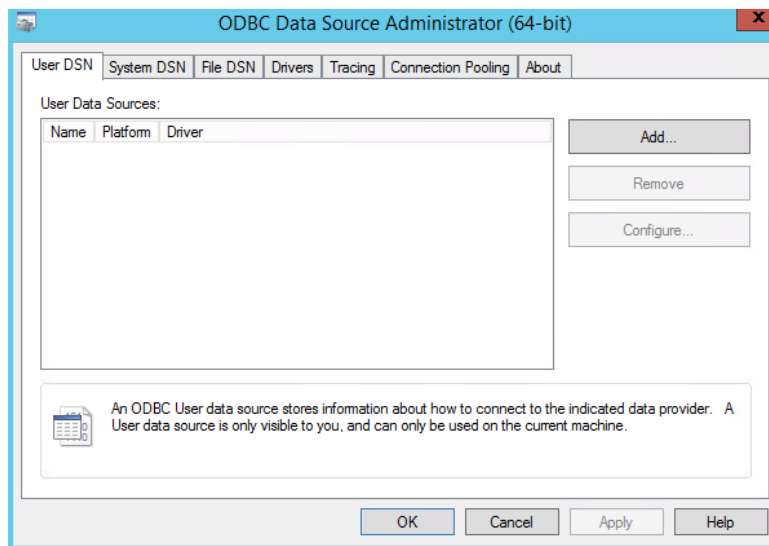 ODBC Data Source Administrator (64-bit)
x
User DSN System DSN File DSN Drivers Tracing Connection Pooling About
User Data Sources:
Name Platform Driver
Add...
Remove
Configure...
An ODBC User data source stores information about how to connect to the indicated data provider. A
User data source is only visible to you, and can only be used on the current machine.
OK Cancel Apply Help